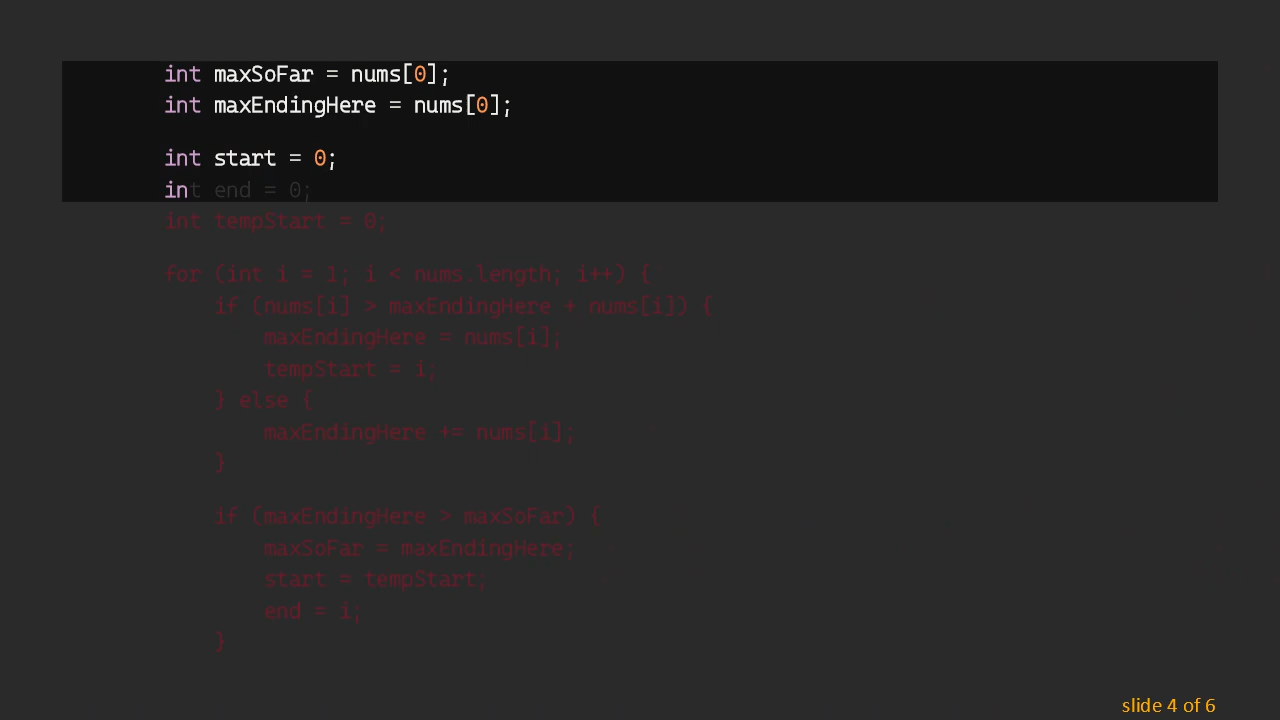 int maxSoFar = nums[0];
int maxEndingHere = nums[0];
int start = 0;
int end = 0;
int tempStart = 0;
for (int i = 1; i < nums.length; i++) {
if (nums[i] > maxEndingHere + nums[i]) {
maxEndingHere = nums[i];
tempStart = i;
} else {
maxEndingHere += nums[i];
}
if (maxEndingHere > maxSoFar) {
maxSoFar = maxEndingHere;
start = tempStart;
end = i;
}
slide 4 of 6